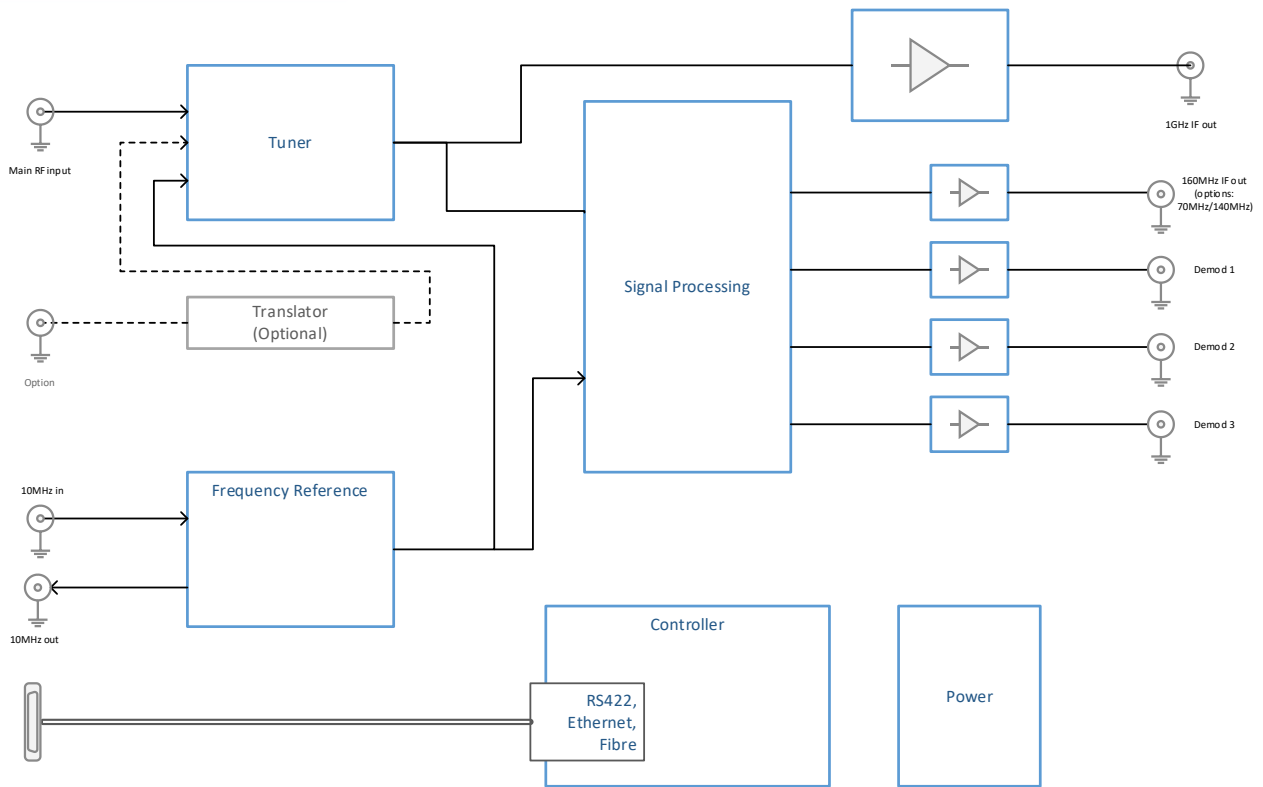 1GHz IF out
Tuner
Main RF input
160MHz IF out
(options:
70MHz/140MHz)
Signal Processing
Demod 1
Translator
(Optional)
Option
Demod 2
Demod 3
10MHz in
Frequency Reference
10MHz out
Controller
RS422,
Ethernet,
Fibre
Power